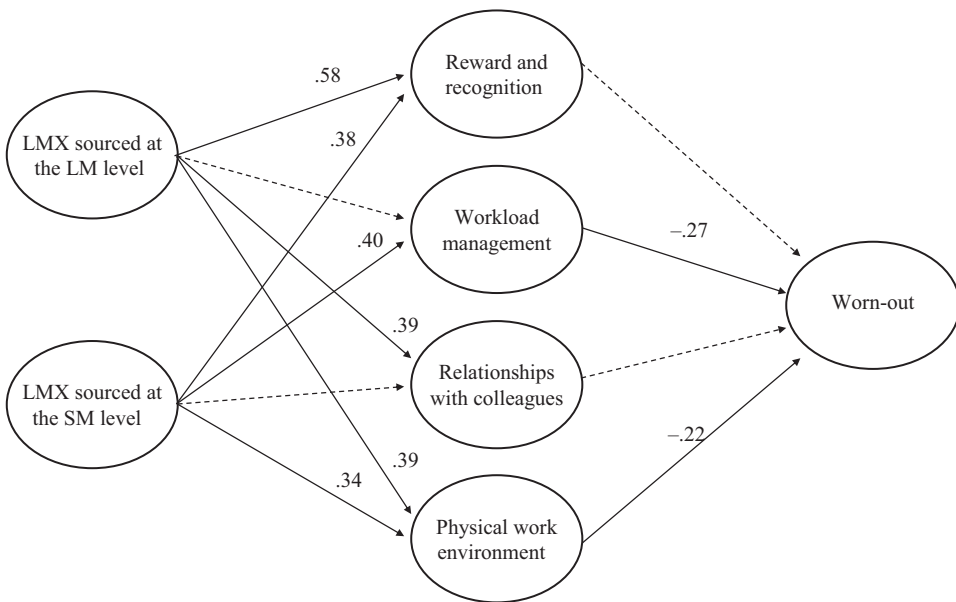 Reward and
recognition
.58
LMX sourced at
the LM level
.38
Workload
management
.40
–.27
Worn-out
.39
Relationships
with colleagues
LMX sourced at
the SM level
–.22
.39
.34
Physical work
environment